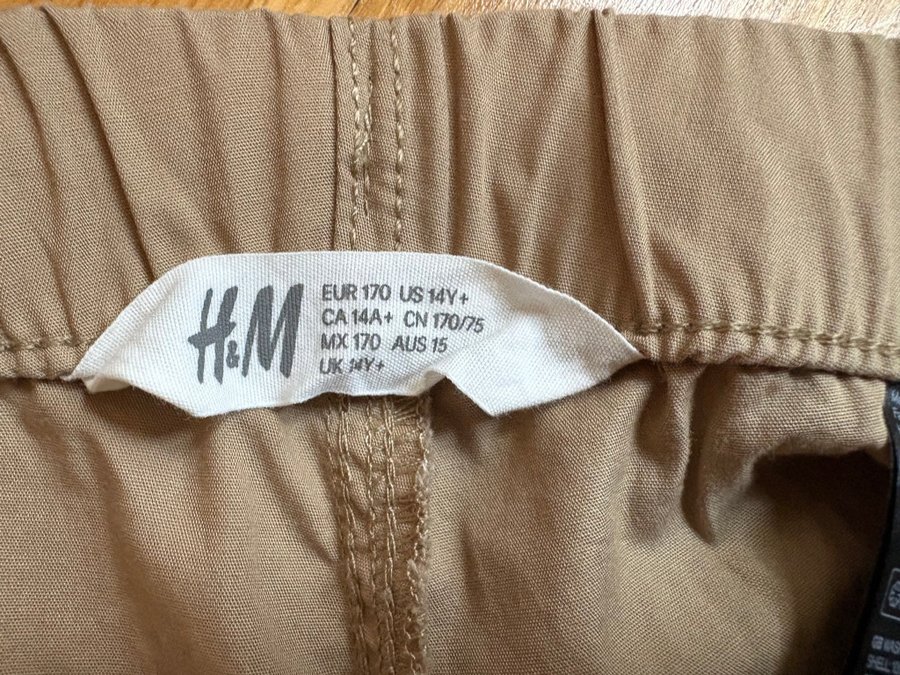 H&M
EUR 170 US 14Y+
CA 14A+ CN 170/75
MX 170 AUS 15
UK 14Y+